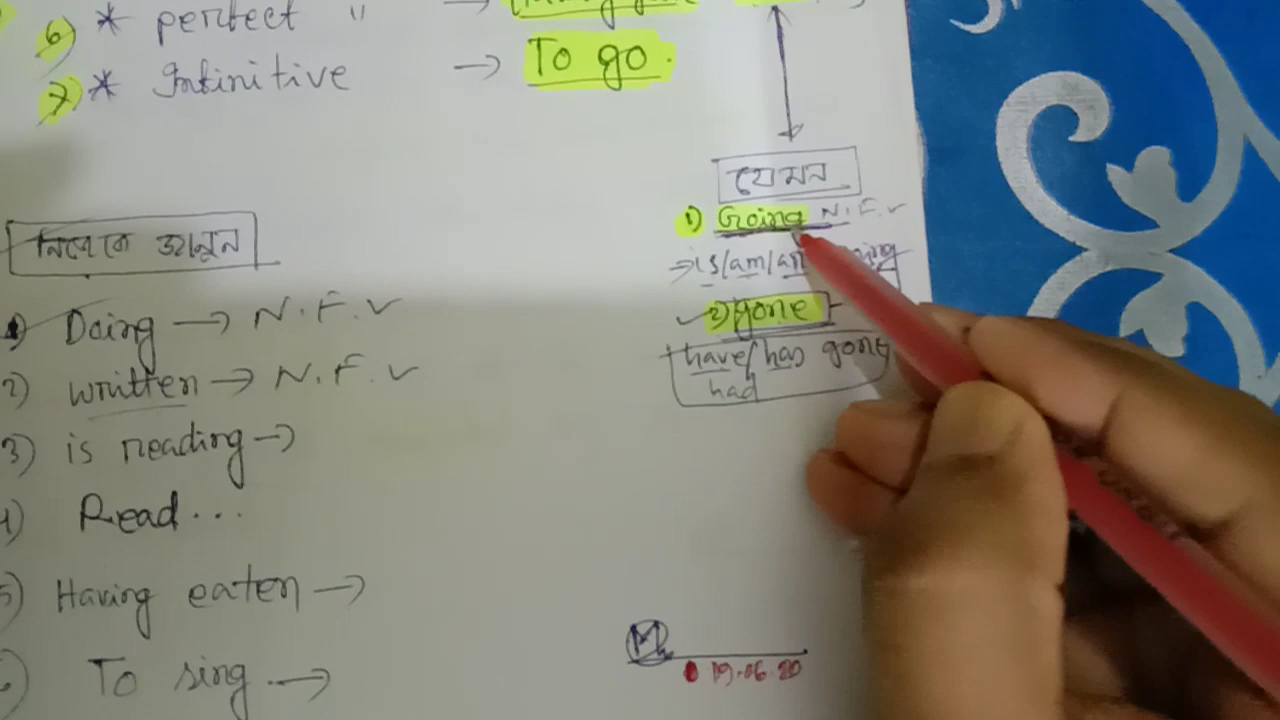 6) * perfect "
7) * Infinitive → To go.
যেমন
1) Going N.F.V
→ is/am/are going
2) gone
have/has gone
had
নিজেকে জানুন
1) Doing → N.F.V
2) written → N.F.V
3) is reading →
4) Read...
5) Having eaten →
6) To sing →
19.06.20